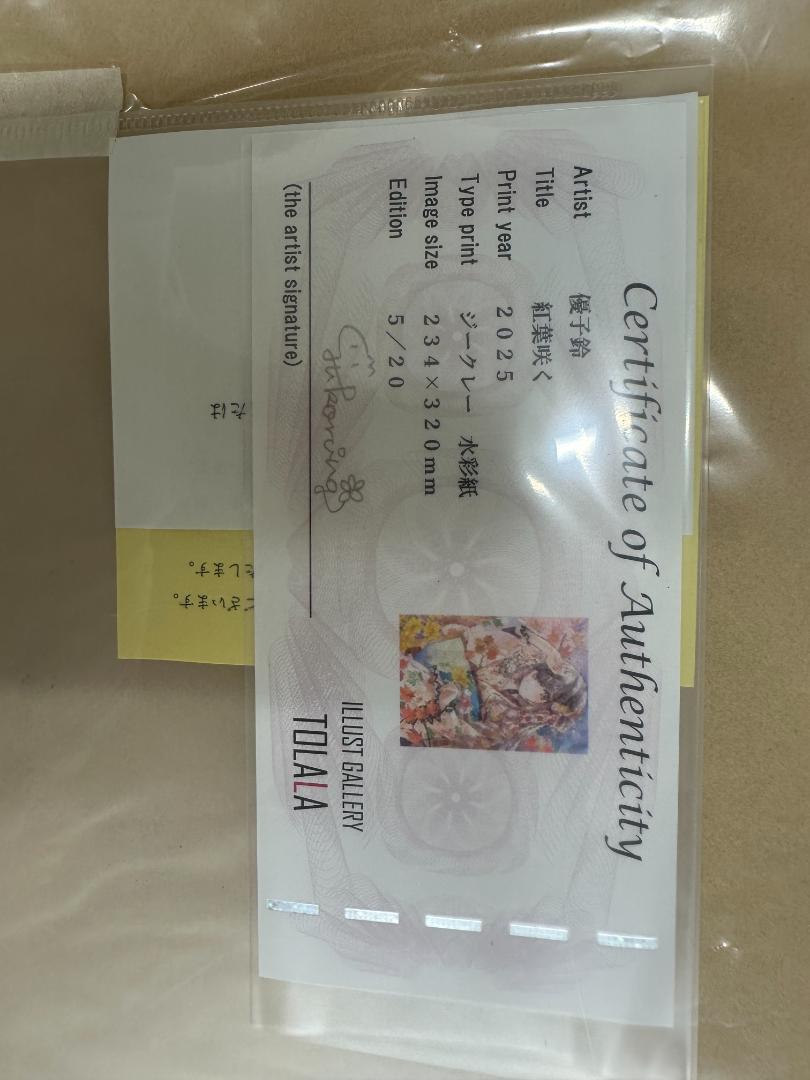 Certificate of Authenticity
Artist 優子鈴
Title 紅葉咲く
Print year 2025
Type print ジークレー 水彩紙
Image size 234×320mm
Edition 5/20
(the artist signature)
ILLUST GALLERY
TOLALA